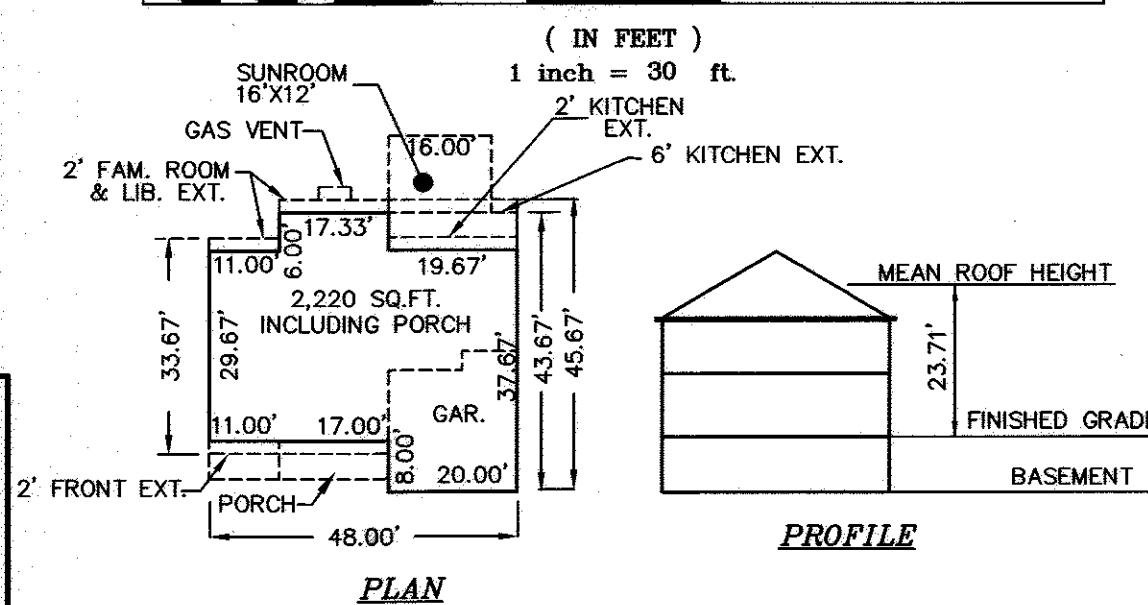 ( IN FEET )
1 inch = 30 ft.
SUNROOM
16'X12'
2' KITCHEN
EXT.
GAS VENT
16.00'
6' KITCHEN EXT.
2' FAM. ROOM
& LIB. EXT.
17.33'
6.00'
11.00'
19.67'
2,220 SQ.FT.
INCLUDING PORCH
33.67'
29.67'
37.67'
43.67'
45.67'
GAR.
11.00'
17.00'
8.00'
20.00'
2' FRONT EXT.
PORCH
48.00'
PLAN
MEAN ROOF HEIGHT
23.71'
FINISHED GRADE
BASEMENT
PROFILE